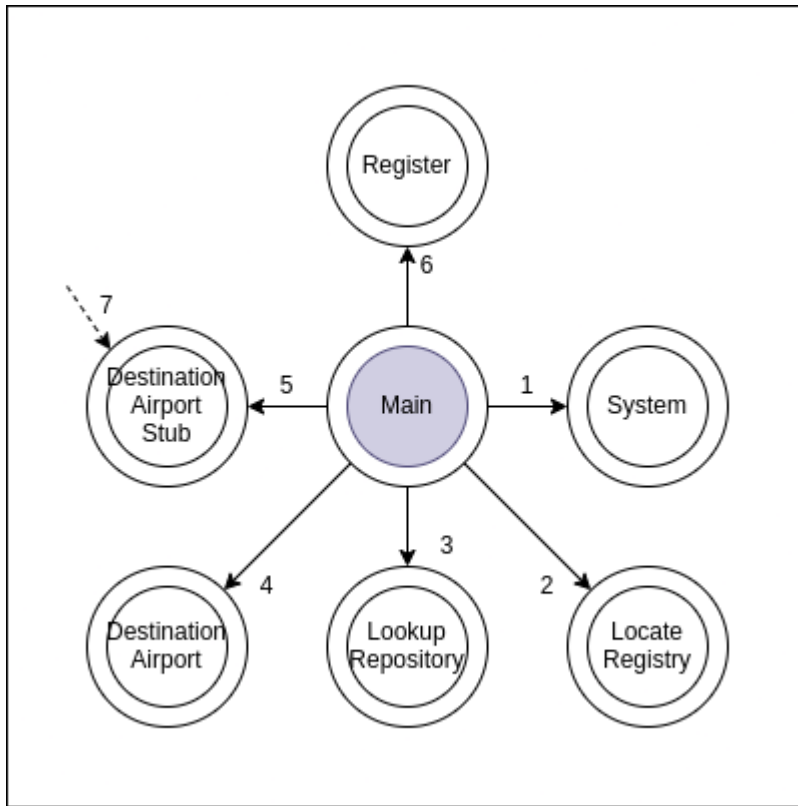 Register
6
7
Destination
Airport
Stub
5
Main
1
System
4
3
2
Destination
Airport
Lookup
Repository
Locate
Registry